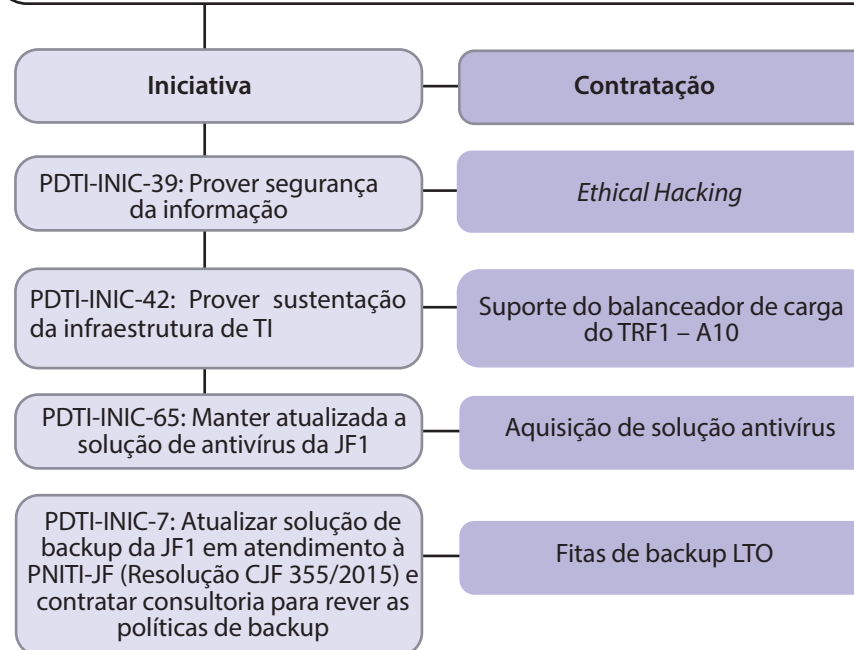 Iniciativa
Contratação
PDTI-INIC-39: Prover segurança
da informação
Ethical Hacking
PDTI-INIC-42: Prover sustentação
da infraestrutura de TI
Suporte do balanceador de carga
do TRF1 – A10
PDTI-INIC-65: Manter atualizada a
solução de antivírus da JF1
Aquisição de solução antivírus
PDTI-INIC-7: Atualizar solução de
backup da JF1 em atendimento à
PNITI-JF (Resolução CJF 355/2015) e
contratar consultoria para rever as
políticas de backup
Fitas de backup LTO